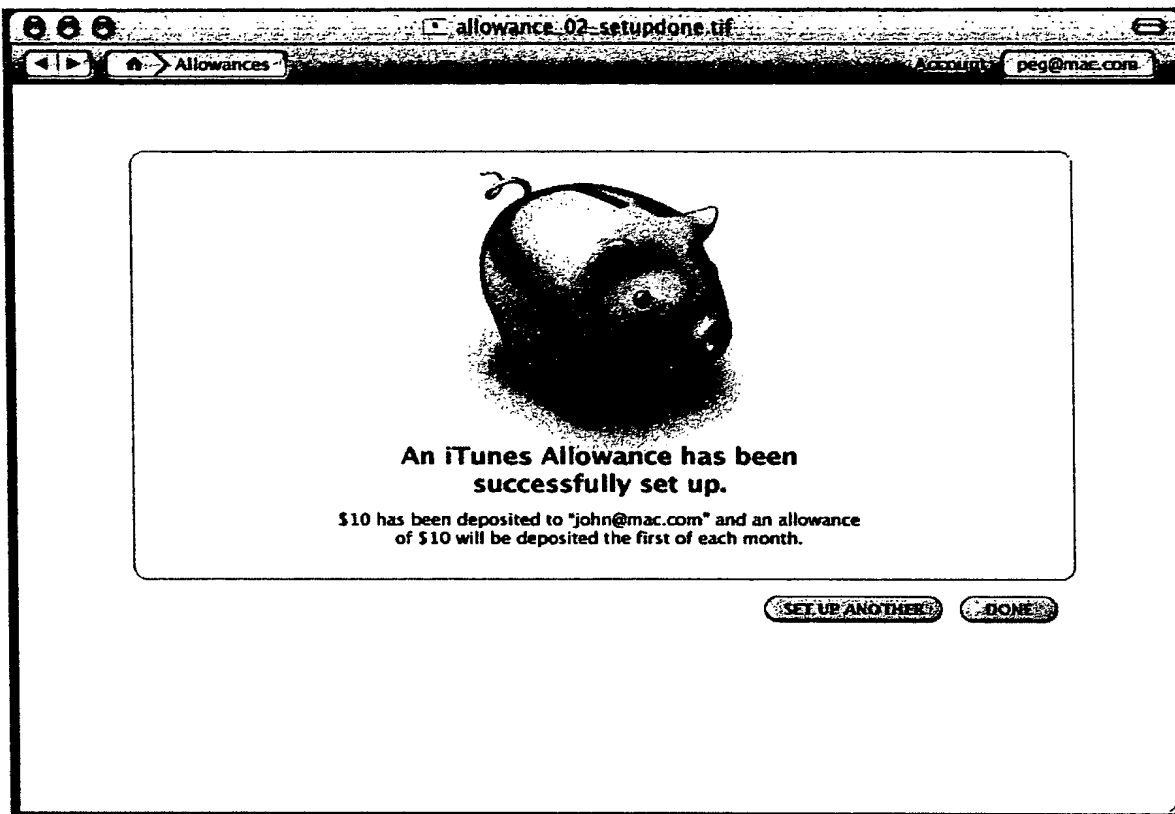 allowance_02_setupdone.tif
Allowances
Account: peg@mac.com
An iTunes Allowance has been
successfully set up.
$10 has been deposited to "john@mac.com" and an allowance
of $10 will be deposited the first of each month.
SET UP ANOTHER DONE